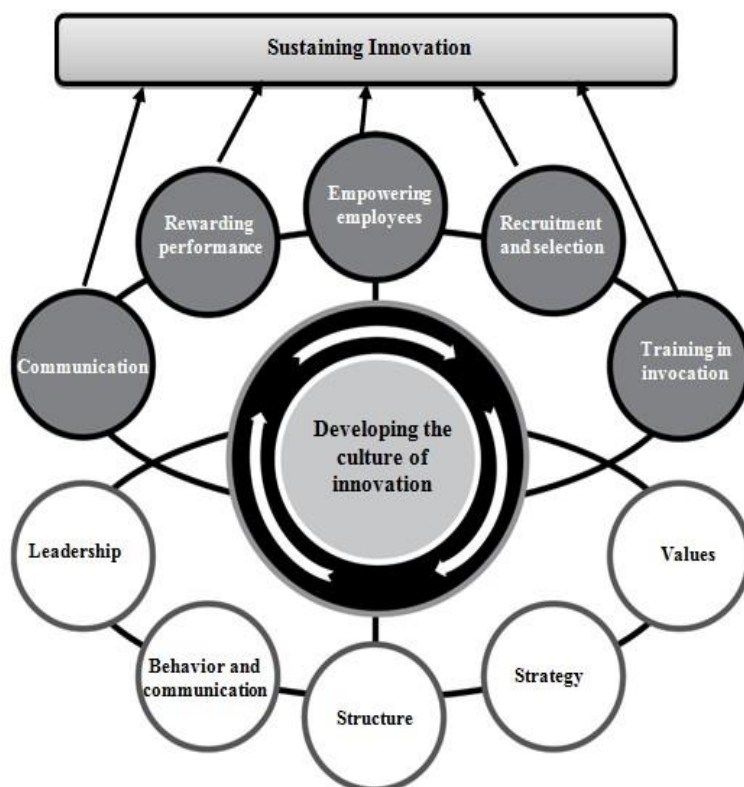 Sustaining Innovation
Empowering
employees
Rewarding
performance
Recruitment
and selection
Communication
Training in
invocation
Developing the
culture of
innovation
Leadership
Values
Behavior and
communication
Strategy
Structure